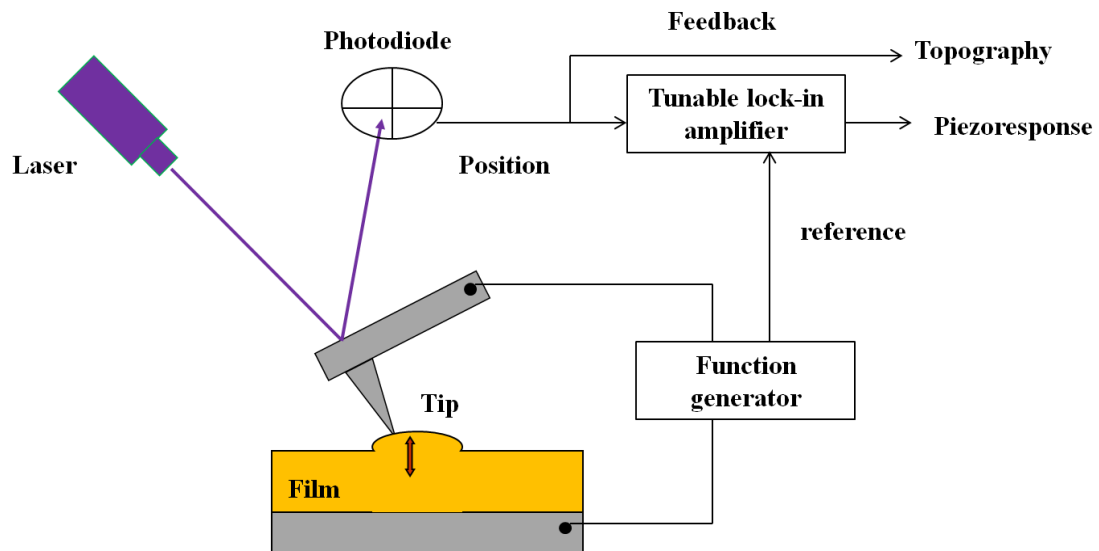 Feedback
Photodiode
Topography
Tunable lock-in
amplifier
Piezoresponse
Laser
Position
reference
Function
generator
Tip
Film